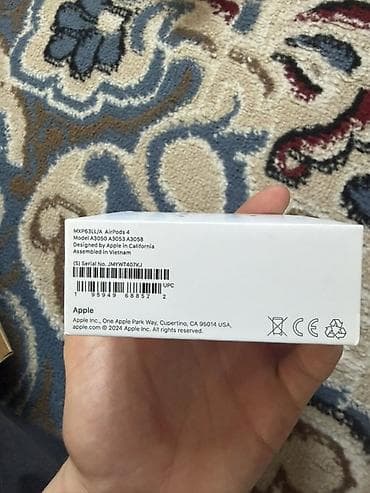 MXP63LL/A AirPods 4
Model A3050 A3053 A3058
Designed by Apple in California
Assembled in Vietnam
(S) Serial No. JMYWT407KJ
UPC
1 95949 68852 2
Apple
Apple Inc., One Apple Park Way, Cupertino, CA 95014 USA.
apple.com © 2024 Apple Inc. All rights reserved.
CE